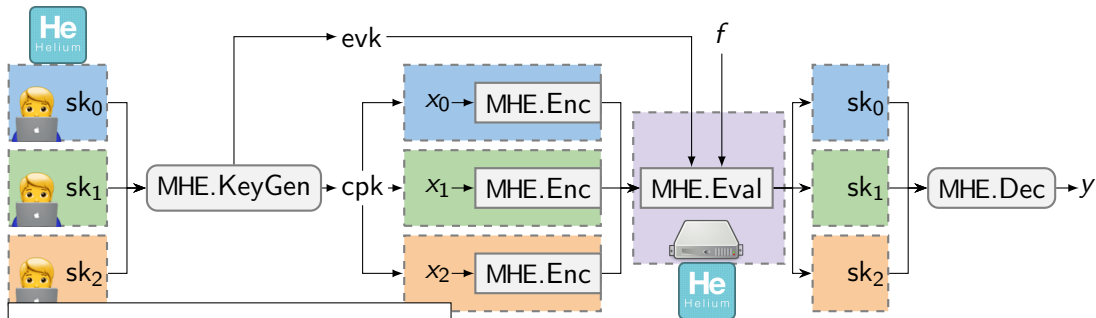 He
Helium
evk
f
sk0
x0
MHE.Enc
sk0
sk1
MHE.KeyGen
cpk
x1
MHE.Enc
MHE.Eval
sk1
MHE.Dec
y
sk2
x2
MHE.Enc
sk2
He
Helium